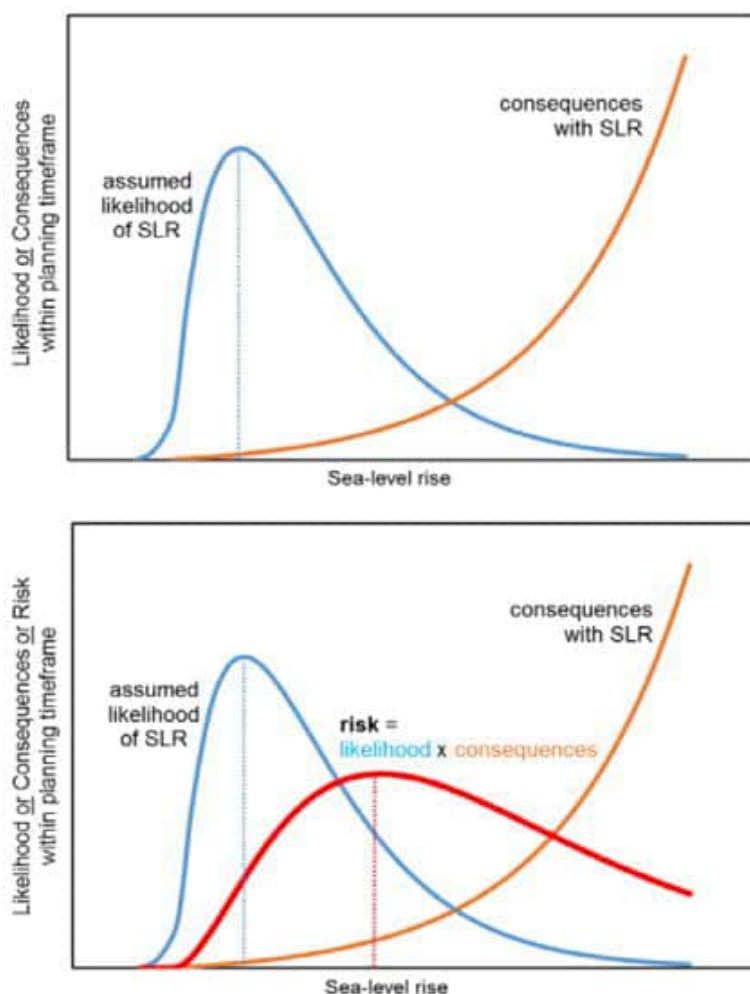 Likelihood or Consequences
within planning timeframe
assumed
likelihood
of SLR
consequences
with SLR
Sea-level rise
Likelihood or Consequences or Risk
within planning timeframe
assumed
likelihood
of SLR
risk =
likelihood x consequences
consequences
with SLR
Sea-level rise